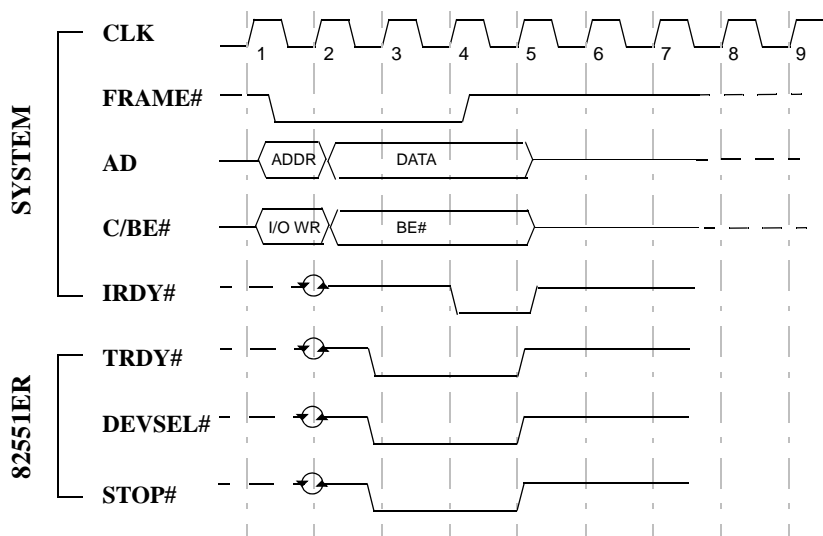 SYSTEM
CLK
1 2 3 4 5 6 7 8 9
FRAME#
AD
ADDR DATA
C/BE#
I/O WR BE#
IRDY#
82551ER
TRDY#
DEVSEL#
STOP#